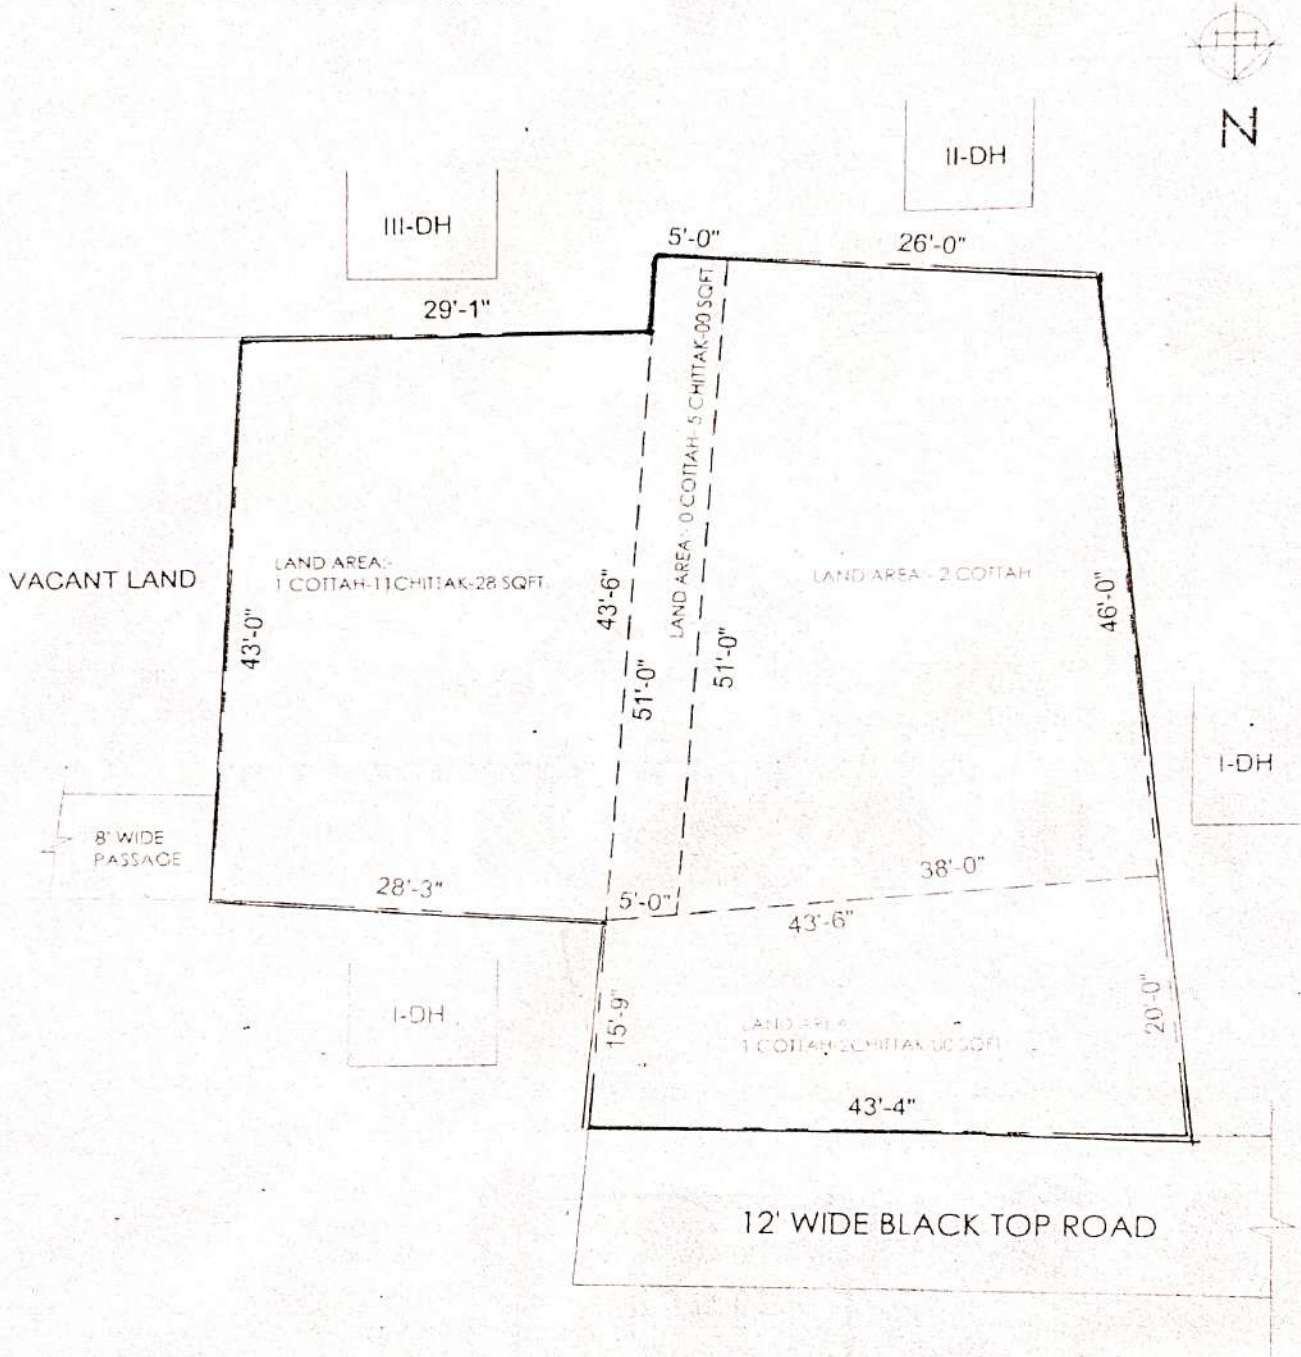 N
II-DH
III-DH
5'-0"
26'-0"
29'-1"
LAND AREA:- 0 COTTAH- 5 CHITTAK-00 SQFT
VACANT LAND
LAND AREA:-
1 COTTAH-11CHITTAK-28 SQFT.
43'-6"
LAND AREA:- 2 COTTAH
46'-0"
43'-0"
51'-0"
51'-0"
I-DH
8' WIDE
PASSAGE
28'-3"
5'-0"
38'-0"
43'-6"
I-DH
15'-9"
LAND AREA
1 COTTAH-2CHITTAK-00 SQFT
20'-0"
43'-4"
12' WIDE BLACK TOP ROAD